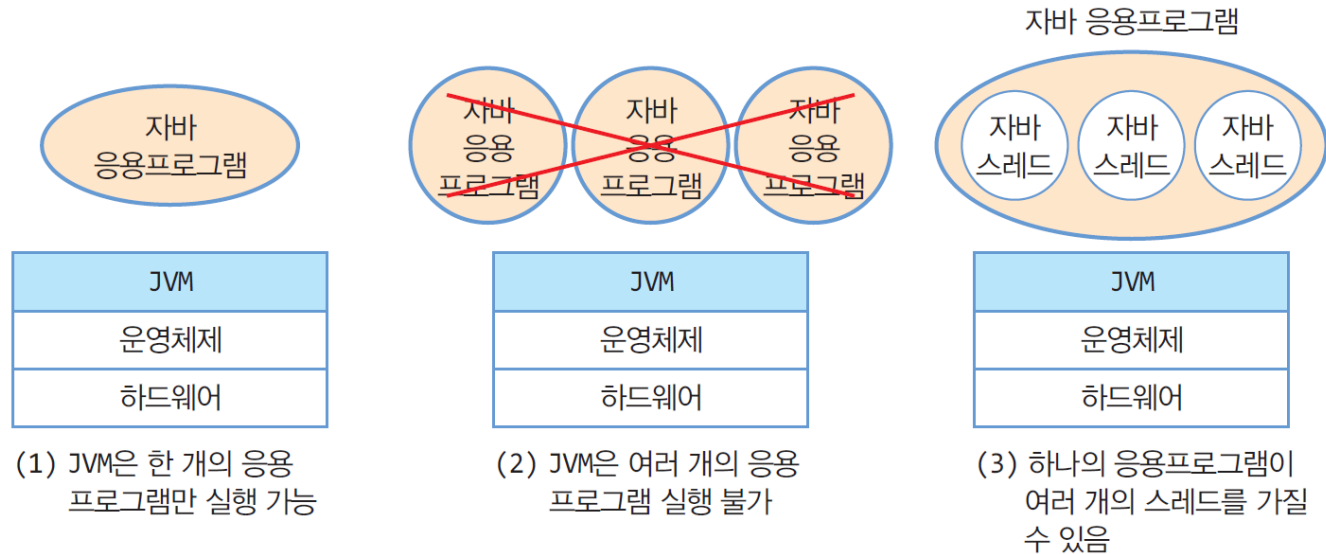 자바
응용프로그램
JVM
운영체제
하드웨어
(1) JVM은 한 개의 응용
프로그램만 실행 가능
자바
응용
프로그램
자바
응용
프로그램
자바
응용
프로그램
JVM
운영체제
하드웨어
(2) JVM은 여러 개의 응용
프로그램 실행 불가
자바 응용프로그램
자바
스레드
자바
스레드
자바
스레드
JVM
운영체제
하드웨어
(3) 하나의 응용프로그램이
여러 개의 스레드를 가질
수 있음